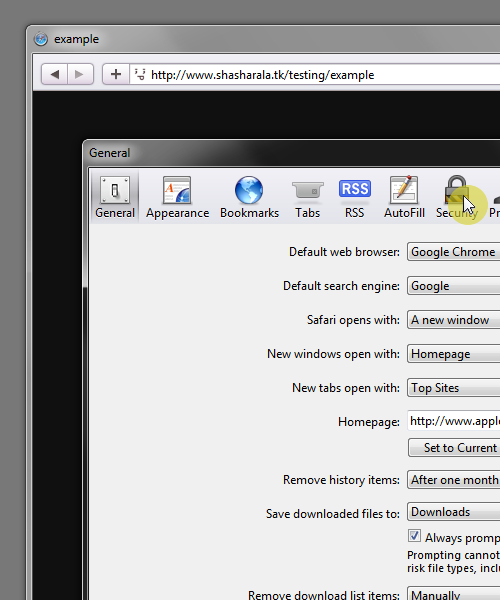 example
http://www.shasharala.tk/testing/example
General
RSS
General Appearance Bookmarks Tabs RSS AutoFill Security
Default web browser: Google Chrome
Default search engine: Google
Safari opens with: A new window
New windows open with: Homepage
New tabs open with: Top Sites
Homepage: http://www.apple
Set to Current
Remove history items: After one month
Save downloaded files to: Downloads
Always promp
Prompting cannot
risk file types, inclu
Remove download list items: Manually